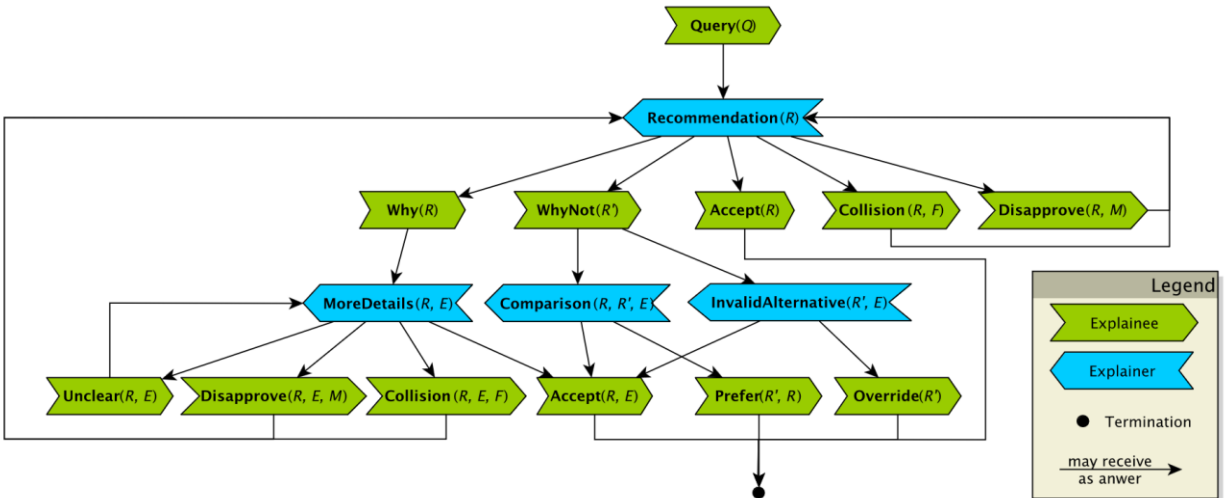 Query(Q)
Recommendation(R)
Why(R)
WhyNot(R')
Accept(R)
Collision(R, F)
Disapprove(R, M)
MoreDetails(R, E)
Comparison(R, R', E)
InvalidAlternative(R', E)
Unclear(R, E)
Disapprove(R, E, M)
Collision(R, E, F)
Accept(R, E)
Prefer(R', R)
Override(R')
Legend
Explainee
Explainer
Termination
may receive
as anwer